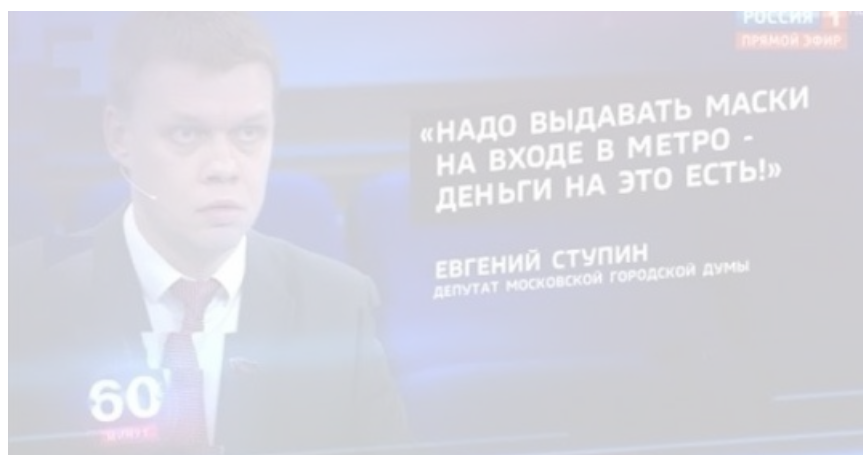 РОССИЯ 1
ПРЯМОЙ ЭФИР
«НАДО ВЫДАВАТЬ МАСКИ
НА ВХОДЕ В МЕТРО -
ДЕНЬГИ НА ЭТО ЕСТЬ!»
ЕВГЕНИЙ СТУПИН
ДЕПУТАТ МОСКОВСКОЙ ГОРОДСКОЙ ДУМЫ
60
МИНУТ